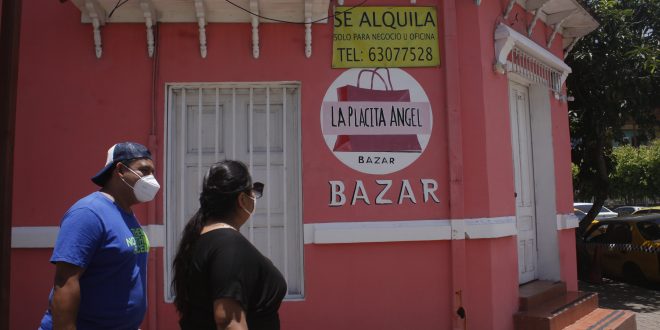 SE ALQUILA
SOLO PARA NEGOCIO U OFICINA
TEL: 63077528
LA PLACITA ANGEL
BAZAR
BAZAR